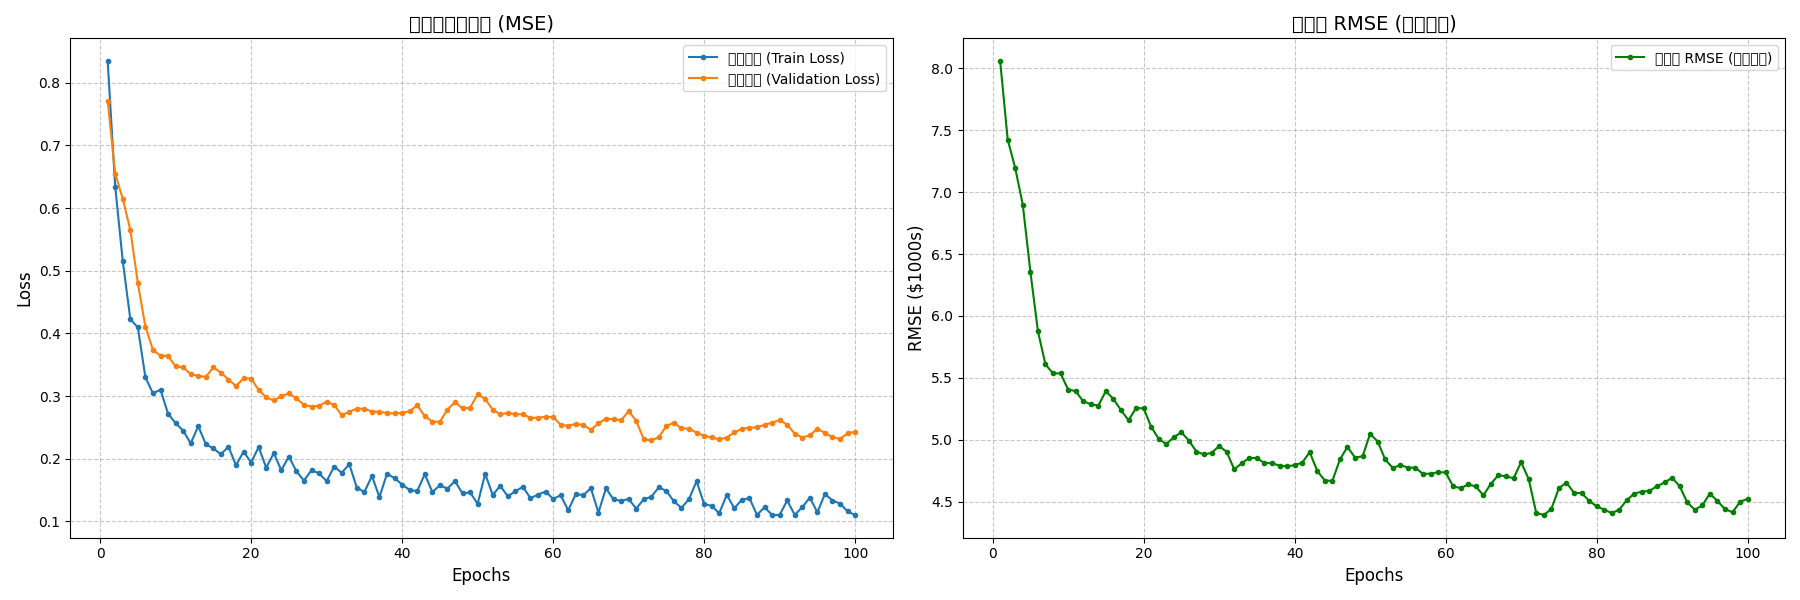 (MSE)
(Train Loss)
(Validation Loss)
0.8
0.7
0.6
0.5
0.4
0.3
0.2
0.1
Loss
0 20 40 60 80 100
Epochs
RMSE
RMSE
8.0
7.5
7.0
6.5
6.0
5.5
5.0
4.5
RMSE ($1000s)
0 20 40 60 80 100
Epochs